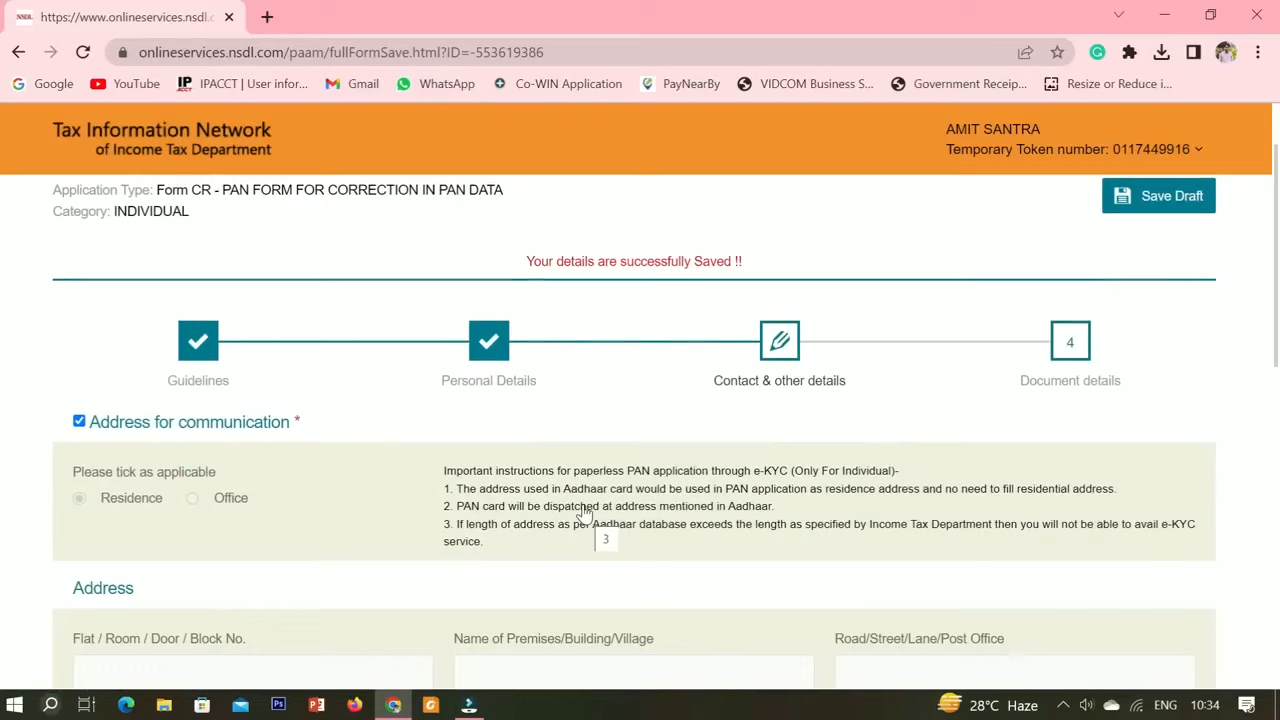 NSDL https://www.onlineservices.nsdl.c
onlineservices.nsdl.com/paam/fullFormSave.html?ID=-553619386
Google YouTube IPACCT | User infor... Gmail WhatsApp Co-WIN Application PayNearBy VIDCOM Business S... Government Receip... Resize or Reduce i...
Tax Information Network
of Income Tax Department
AMIT SANTRA
Temporary Token number: 0117449916
Application Type: Form CR - PAN FORM FOR CORRECTION IN PAN DATA
Category: INDIVIDUAL
Save Draft
Your details are successfully Saved !!
4
Guidelines Personal Details Contact & other details Document details
Address for communication *
Please tick as applicable
Residence Office
Important instructions for paperless PAN application through e-KYC (Only For Individual)-
1. The address used in Aadhaar card would be used in PAN application as residence address and no need to fill residential address.
2. PAN card will be dispatched at address mentioned in Aadhaar.
3. If length of address as per Aadhaar database exceeds the length as specified by Income Tax Department then you will not be able to avail e-KYC
service.
3
Address
Flat / Room / Door / Block No. Name of Premises/Building/Village Road/Street/Lane/Post Office
28°C Haze ENG 10:34